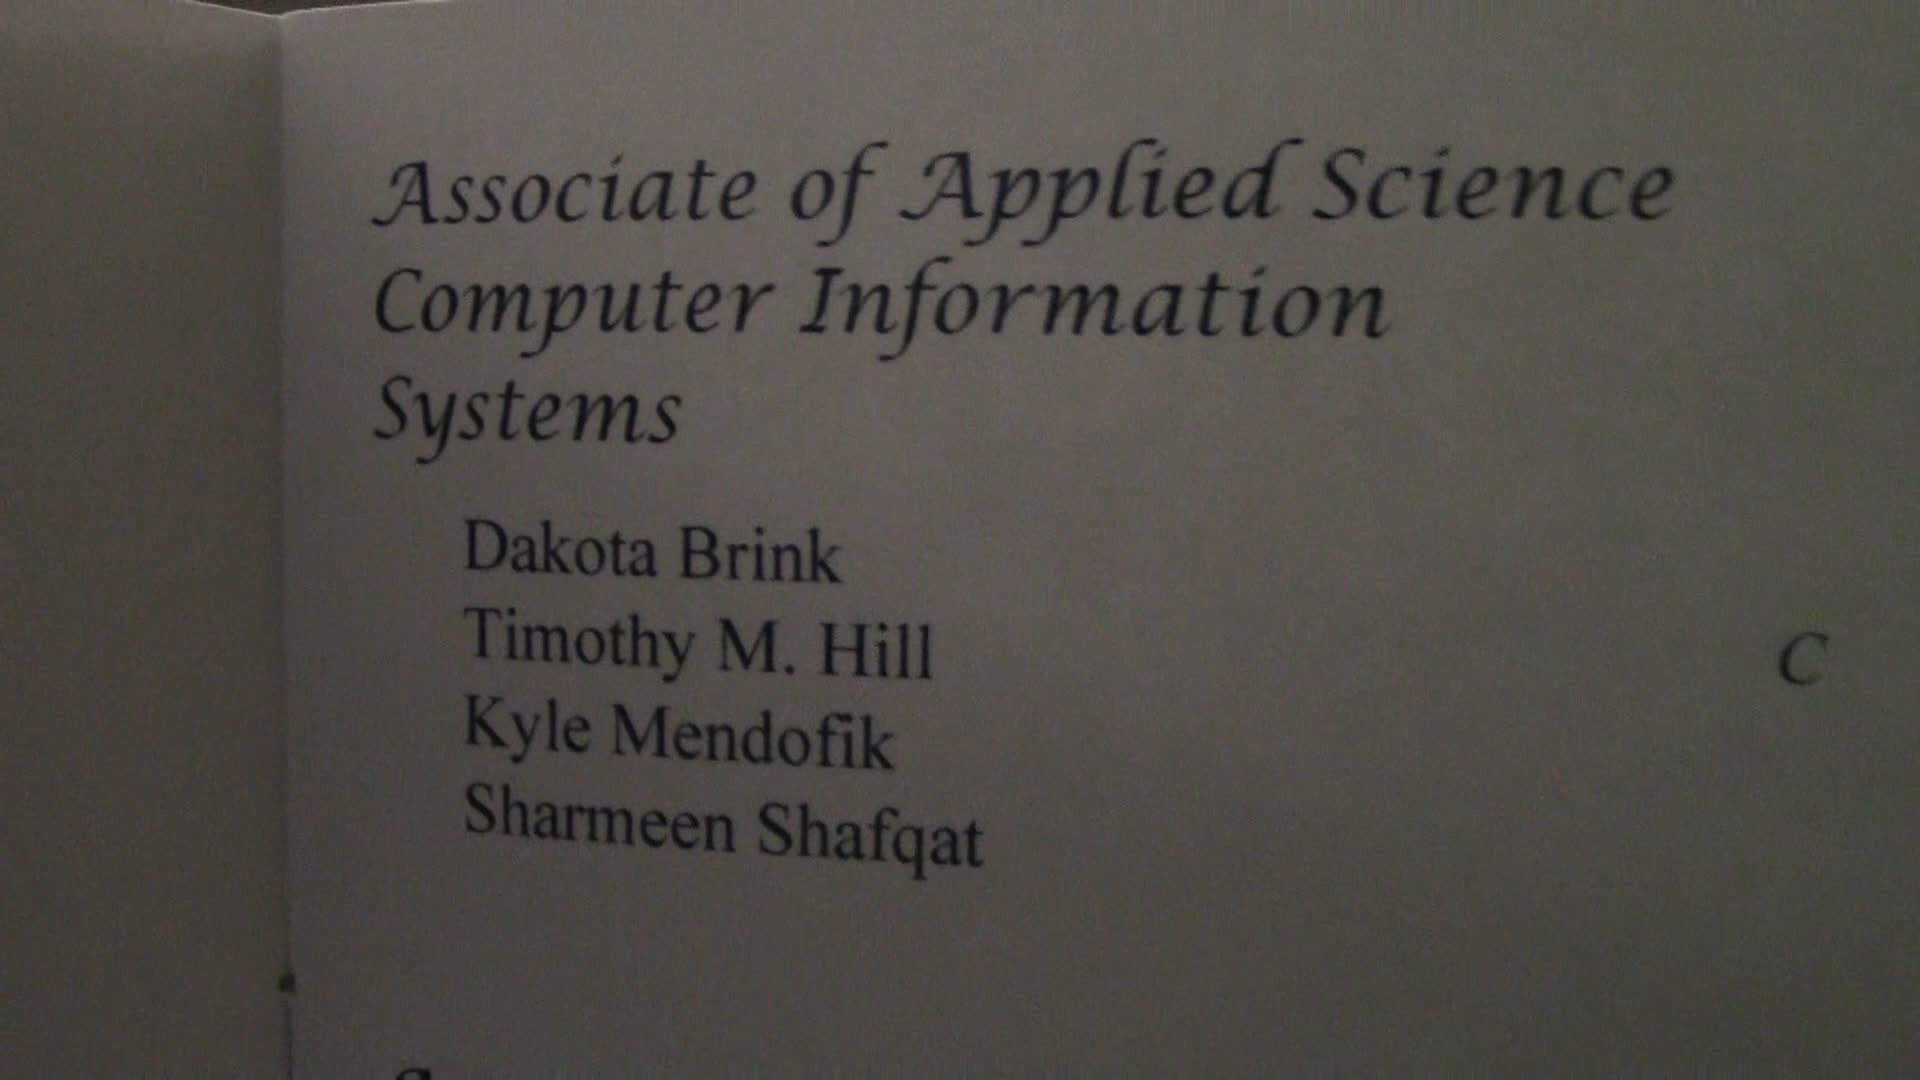 Associate of Applied Science
Computer Information
Systems
Dakota Brink
Timothy M. Hill
Kyle Mendofik
Sharmeen Shafqat
C